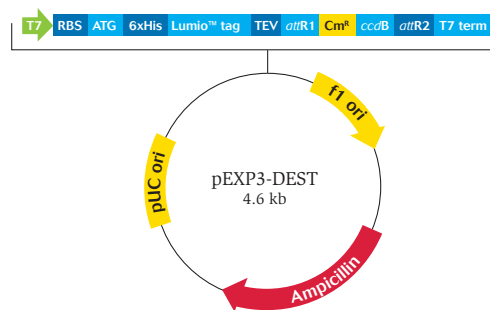 T7 RBS ATG 6xHis Lumio™ tag TEV attR1 Cmᴿ ccdB attR2 T7 term
f1 ori
pUC ori
pEXP3-DEST
4.6 kb
Ampicillin